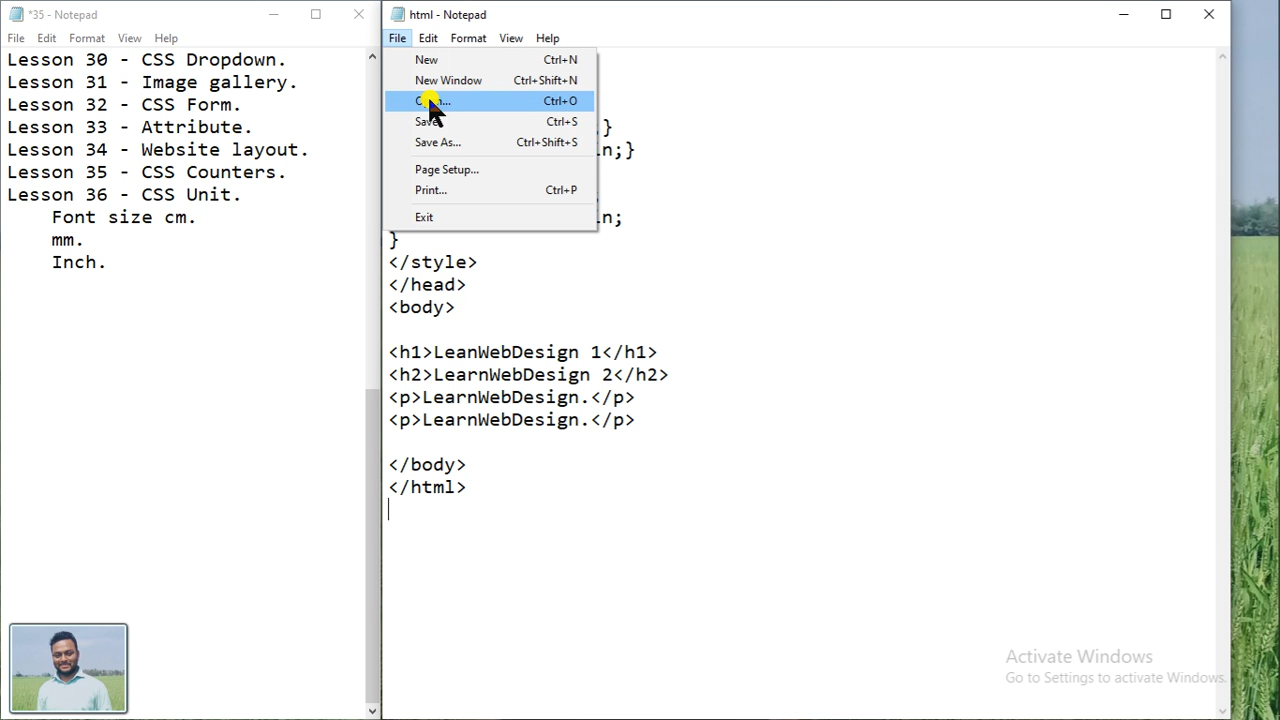 *35 - Notepad
File Edit Format View Help
Lesson 30 - CSS Dropdown.
Lesson 31 - Image gallery.
Lesson 32 - CSS Form.
Lesson 33 - Attribute.
Lesson 34 - Website layout.
Lesson 35 - CSS Counters.
Lesson 36 - CSS Unit.
Font size cm.
mm.
Inch.
html - Notepad
File Edit Format View Help
New Ctrl+N
New Window Ctrl+Shift+N
Ctrl+O
Save Ctrl+S
Save As... Ctrl+Shift+S
Page Setup...
Print... Ctrl+P
Exit
;}
n;}
n;
}
</style>
</head>
<body>
<h1>LeanWebDesign 1</h1>
<h2>LearnWebDesign 2</h2>
<p>LearnWebDesign.</p>
<p>LearnWebDesign.</p>
</body>
</html>
Activate Windows
Go to Settings to activate Windows.